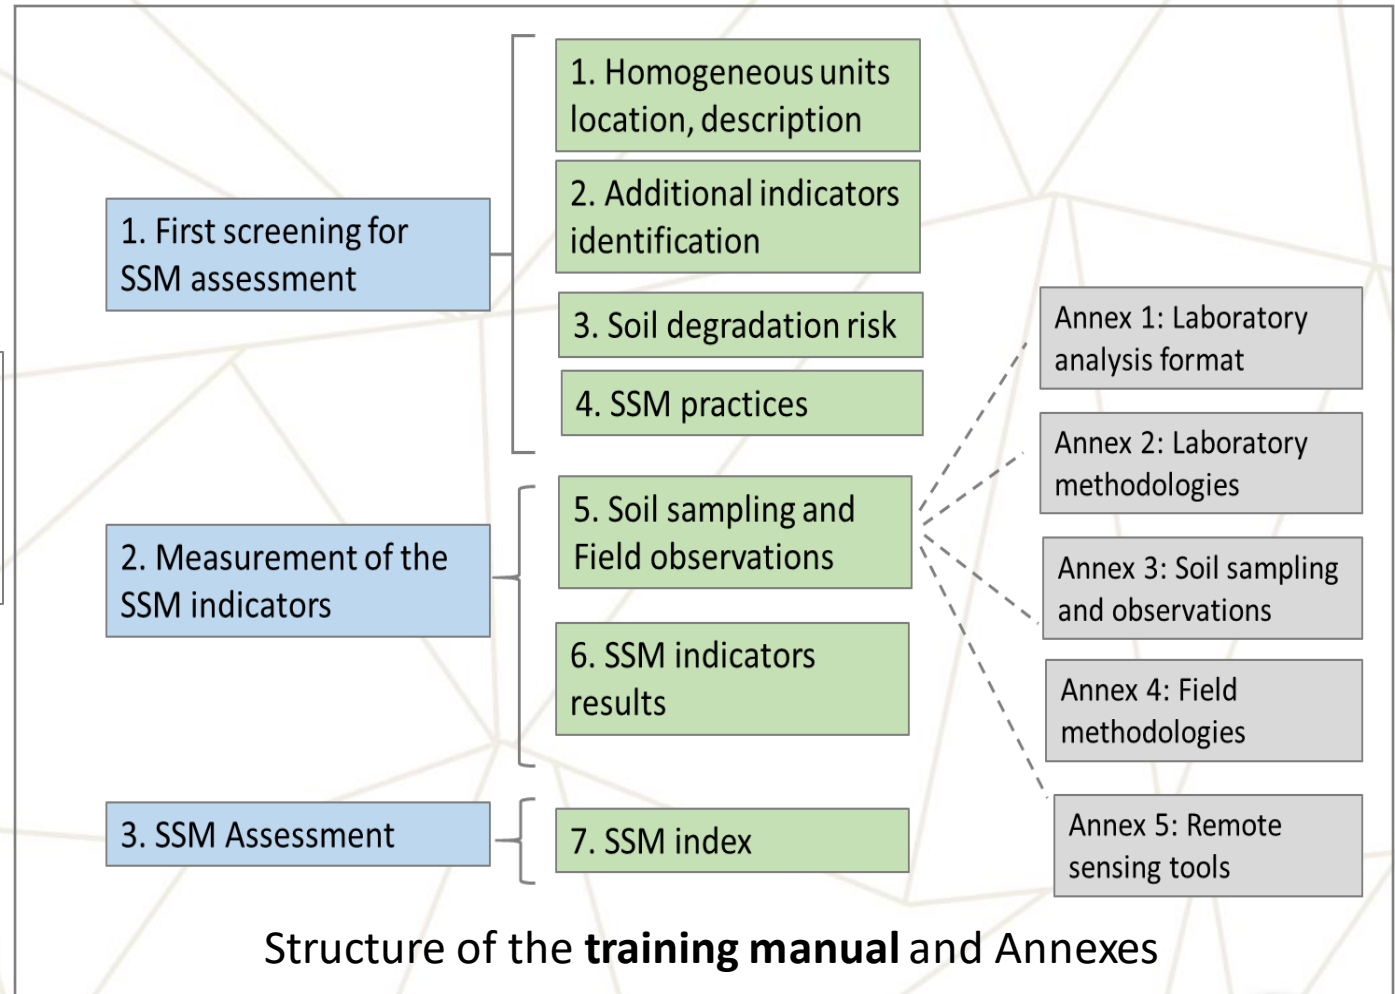 1. First screening for
SSM assessment
1. Homogeneous units
location, description
2. Additional indicators
identification
3. Soil degradation risk
4. SSM practices
2. Measurement of the
SSM indicators
5. Soil sampling and
Field observations
6. SSM indicators
results
3. SSM Assessment
7. SSM index
Annex 1: Laboratory
analysis format
Annex 2: Laboratory
methodologies
Annex 3: Soil sampling
and observations
Annex 4: Field
methodologies
Annex 5: Remote
sensing tools
Structure of the training manual and Annexes